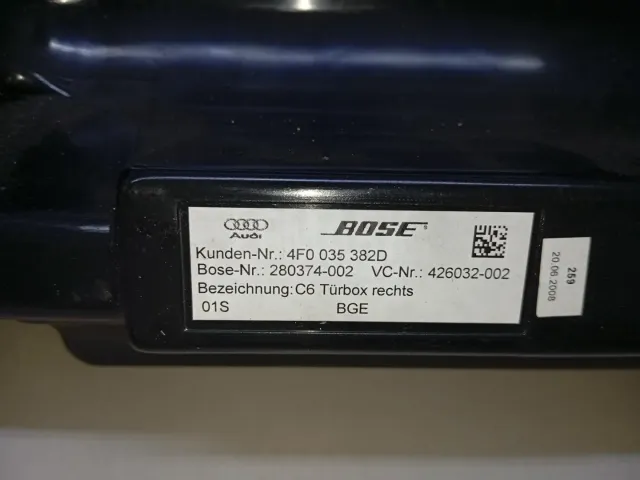 Audi
BOSE
Kunden-Nr.: 4F0 035 382D
Bose-Nr.: 280374-002 VC-Nr.: 426032-002
Bezeichnung: C6 Türbox rechts
01S BGE
259
20.06.2008